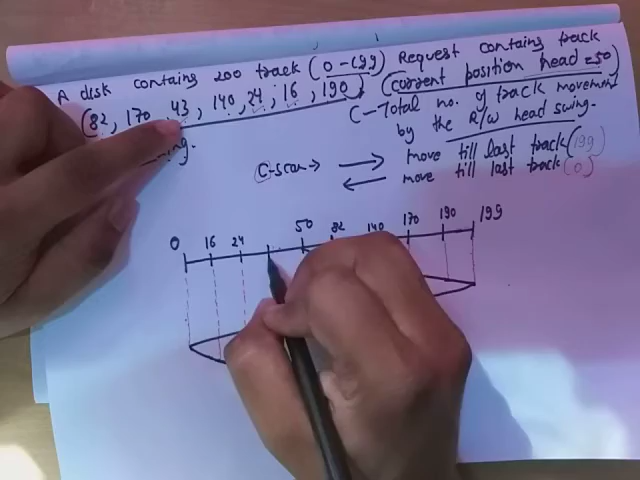 A disk contains 200 track (0-199) Request contains track
(82, 170, 43, 140, 24, 16, 190) (current position head = 50)
C-Total no. of track movement
by the R/W head swing.
C-scan → → move till last track (199)
← move till last track (0)
0 16 24 50 82 140 170 190 199